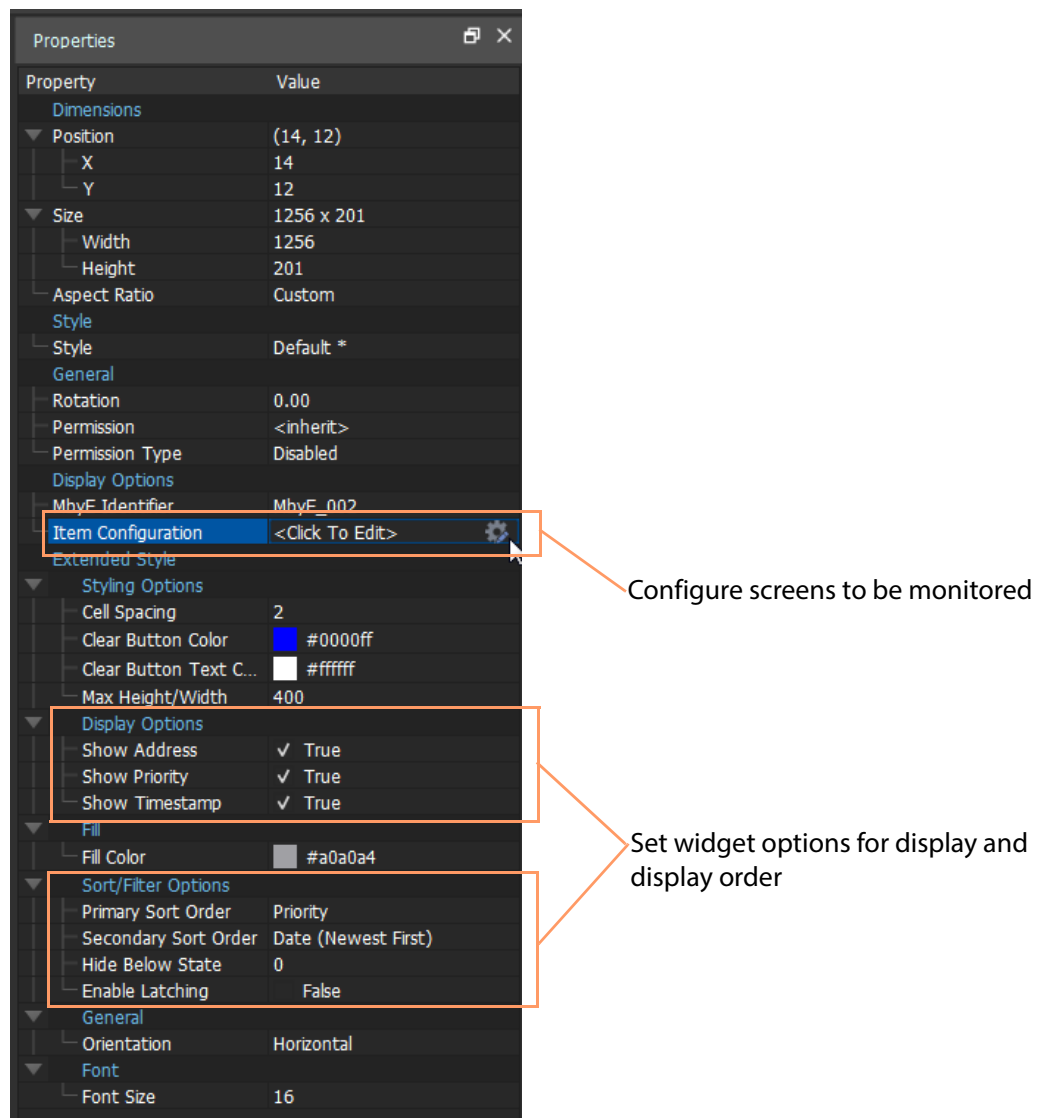 Properties
Property Value
Dimensions
Position (14, 12)
X 14
Y 12
Size 1256 x 201
Width 1256
Height 201
Aspect Ratio Custom
Style
Style Default *
General
Rotation 0.00
Permission <inherit>
Permission Type Disabled
Display Options
MbyE Identifier MbyE_002
Item Configuration <Click To Edit>
Extended Style
Styling Options
Cell Spacing 2
Clear Button Color #0000ff
Clear Button Text C... #ffffff
Max Height/Width 400
Display Options
Show Address True
Show Priority True
Show Timestamp True
Fill
Fill Color #a0a0a4
Sort/Filter Options
Primary Sort Order Priority
Secondary Sort Order Date (Newest First)
Hide Below State 0
Enable Latching False
General
Orientation Horizontal
Font
Font Size 16
Configure screens to be monitored
Set widget options for display and
display order